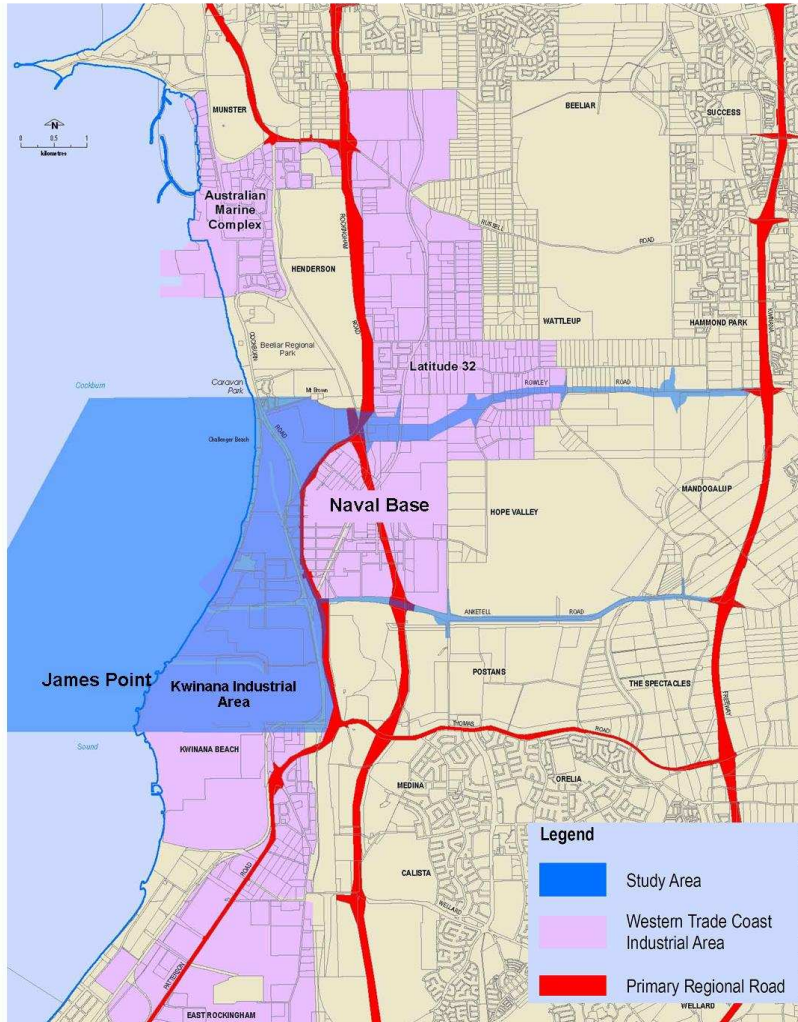 MUNSTER
BEELIAR
SUCCESS
N
0 0.5 1
kilometres
Australian
Marine
Complex
ROCKINGHAM
ROAD
RUSSELL
ROAD
HENDERSON
WATTLEUP
HAMMOND PARK
KWINANA
COCKBURN
Beeliar Regional
Park
Latitude 32
Mt Brown
Caravan
Park
Cockburn
ROWLEY
ROAD
ROAD
Challenger Beach
Naval Base
HOPE VALLEY
MANDOGALUP
ANKETELL
ROAD
James Point
Kwinana Industrial
Area
POSTANS
THE SPECTACLES
FREEWAY
Sound
KWINANA BEACH
THOMAS
ROAD
MEDINA
ORELIA
CALISTA
WELLARD
ROAD
PATTERSON
EAST ROCKINGHAM
WELLARD
Legend
Study Area
Western Trade Coast
Industrial Area
Primary Regional Road